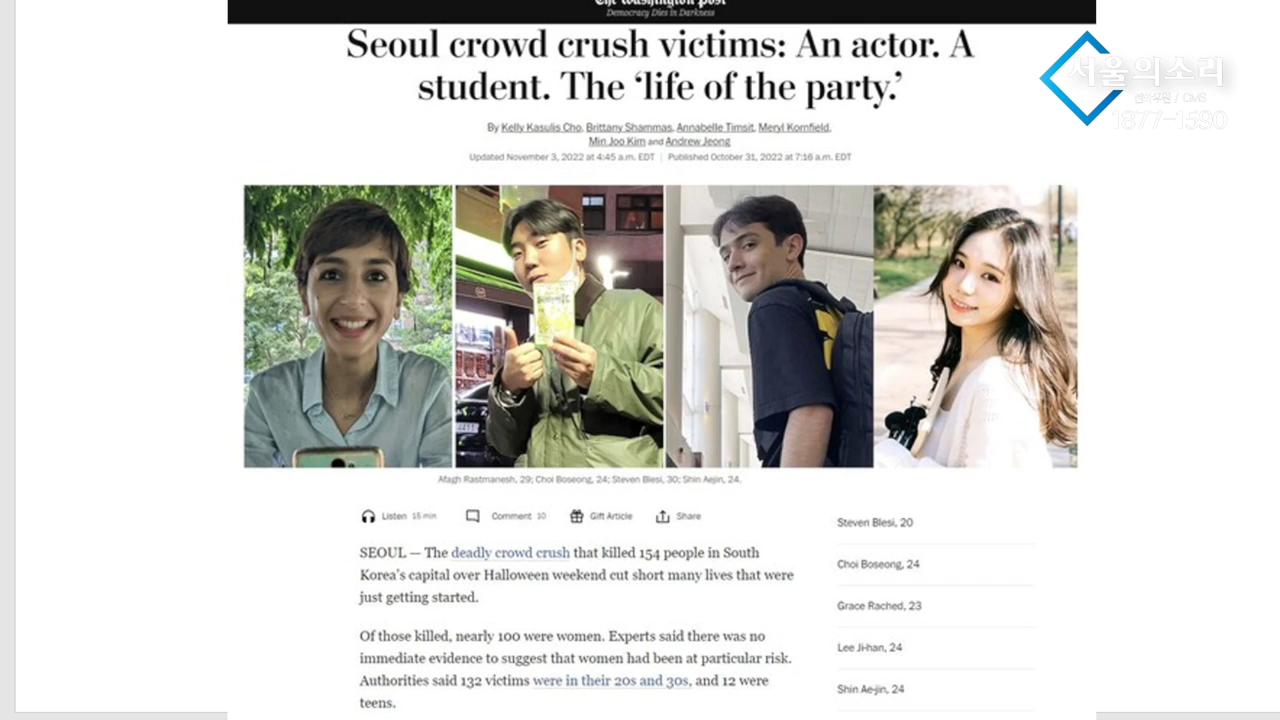 The Washington Post
Democracy Dies in Darkness
Seoul crowd crush victims: An actor. A
student. The ‘life of the party.’
By Kelly Kasulis Cho, Brittany Shammas, Annabelle Timsit, Meryl Kornfield,
Min Joo Kim and Andrew Jeong
Updated November 3, 2022 at 4:45 a.m. EDT | Published October 31, 2022 at 7:16 a.m. EDT
서울의소리
/ CMS
1877-1580
Afagh Rastmanesh, 29; Choi Boseong, 24; Steven Blesi, 30; Shin Aejin, 24.
Listen 15 min Comment 10 Gift Article Share
SEOUL — The deadly crowd crush that killed 154 people in South
Korea’s capital over Halloween weekend cut short many lives that were
just getting started.
Of those killed, nearly 100 were women. Experts said there was no
immediate evidence to suggest that women had been at particular risk.
Authorities said 132 victims were in their 20s and 30s, and 12 were
teens.
Steven Blesi, 20
Choi Boseong, 24
Grace Rached, 23
Lee Ji-han, 24
Shin Ae-jin, 24